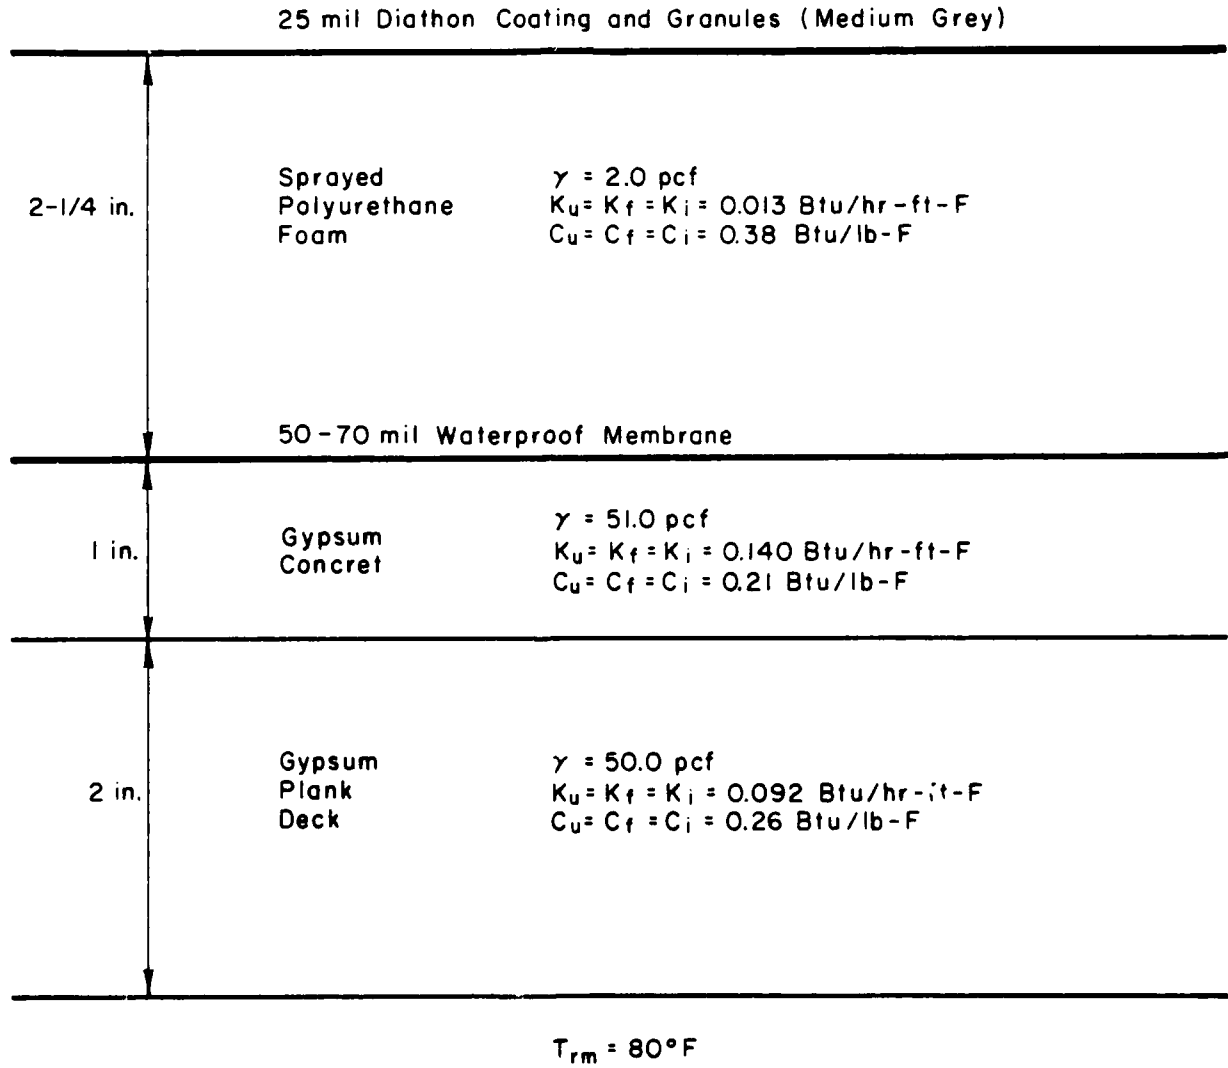 25 mil Diathon Coating and Granules (Medium Grey)
2-1/4 in.
Sprayed
Polyurethane
Foam
γ = 2.0 pcf
Ku = Kf = Ki = 0.013 Btu/hr-ft-F
Cu = Cf = Ci = 0.38 Btu/lb-F
50-70 mil Waterproof Membrane
1 in.
Gypsum
Concret
γ = 51.0 pcf
Ku = Kf = Ki = 0.140 Btu/hr-ft-F
Cu = Cf = Ci = 0.21 Btu/lb-F
2 in.
Gypsum
Plank
Deck
γ = 50.0 pcf
Ku = Kf = Ki = 0.092 Btu/hr-ft-F
Cu = Cf = Ci = 0.26 Btu/lb-F
Trm = 80°F